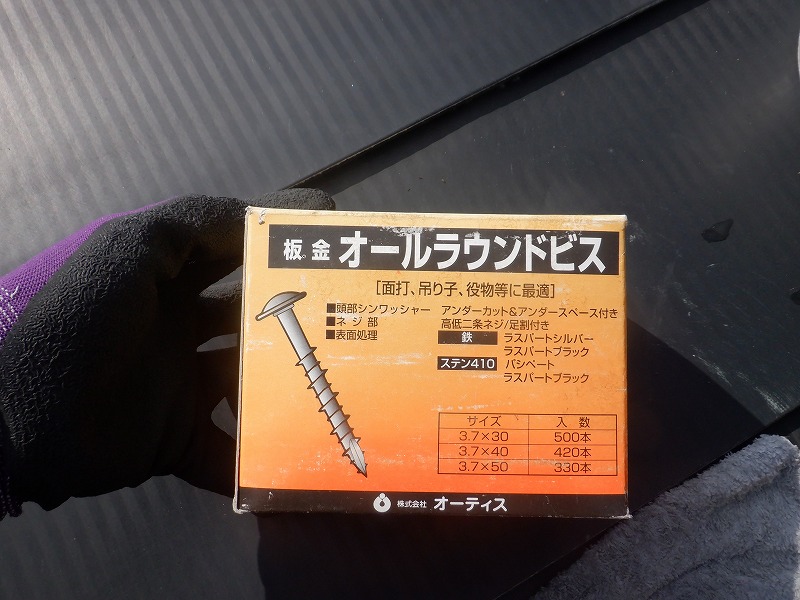 板金 オールラウンドビス
[面打、吊り子、役物等に最適]
■頭部シンワッシャー アンダーカット&アンダースペース付き
■ネジ部 高低二条ネジ/足割付き
■表面処理 鉄 ラスパートシルバー
ラスパートブラック
ステン410 パシペート
ラスパートブラック
サイズ 入数
3.7×30 500本
3.7×40 420本
3.7×50 330本
株式会社 オーティス